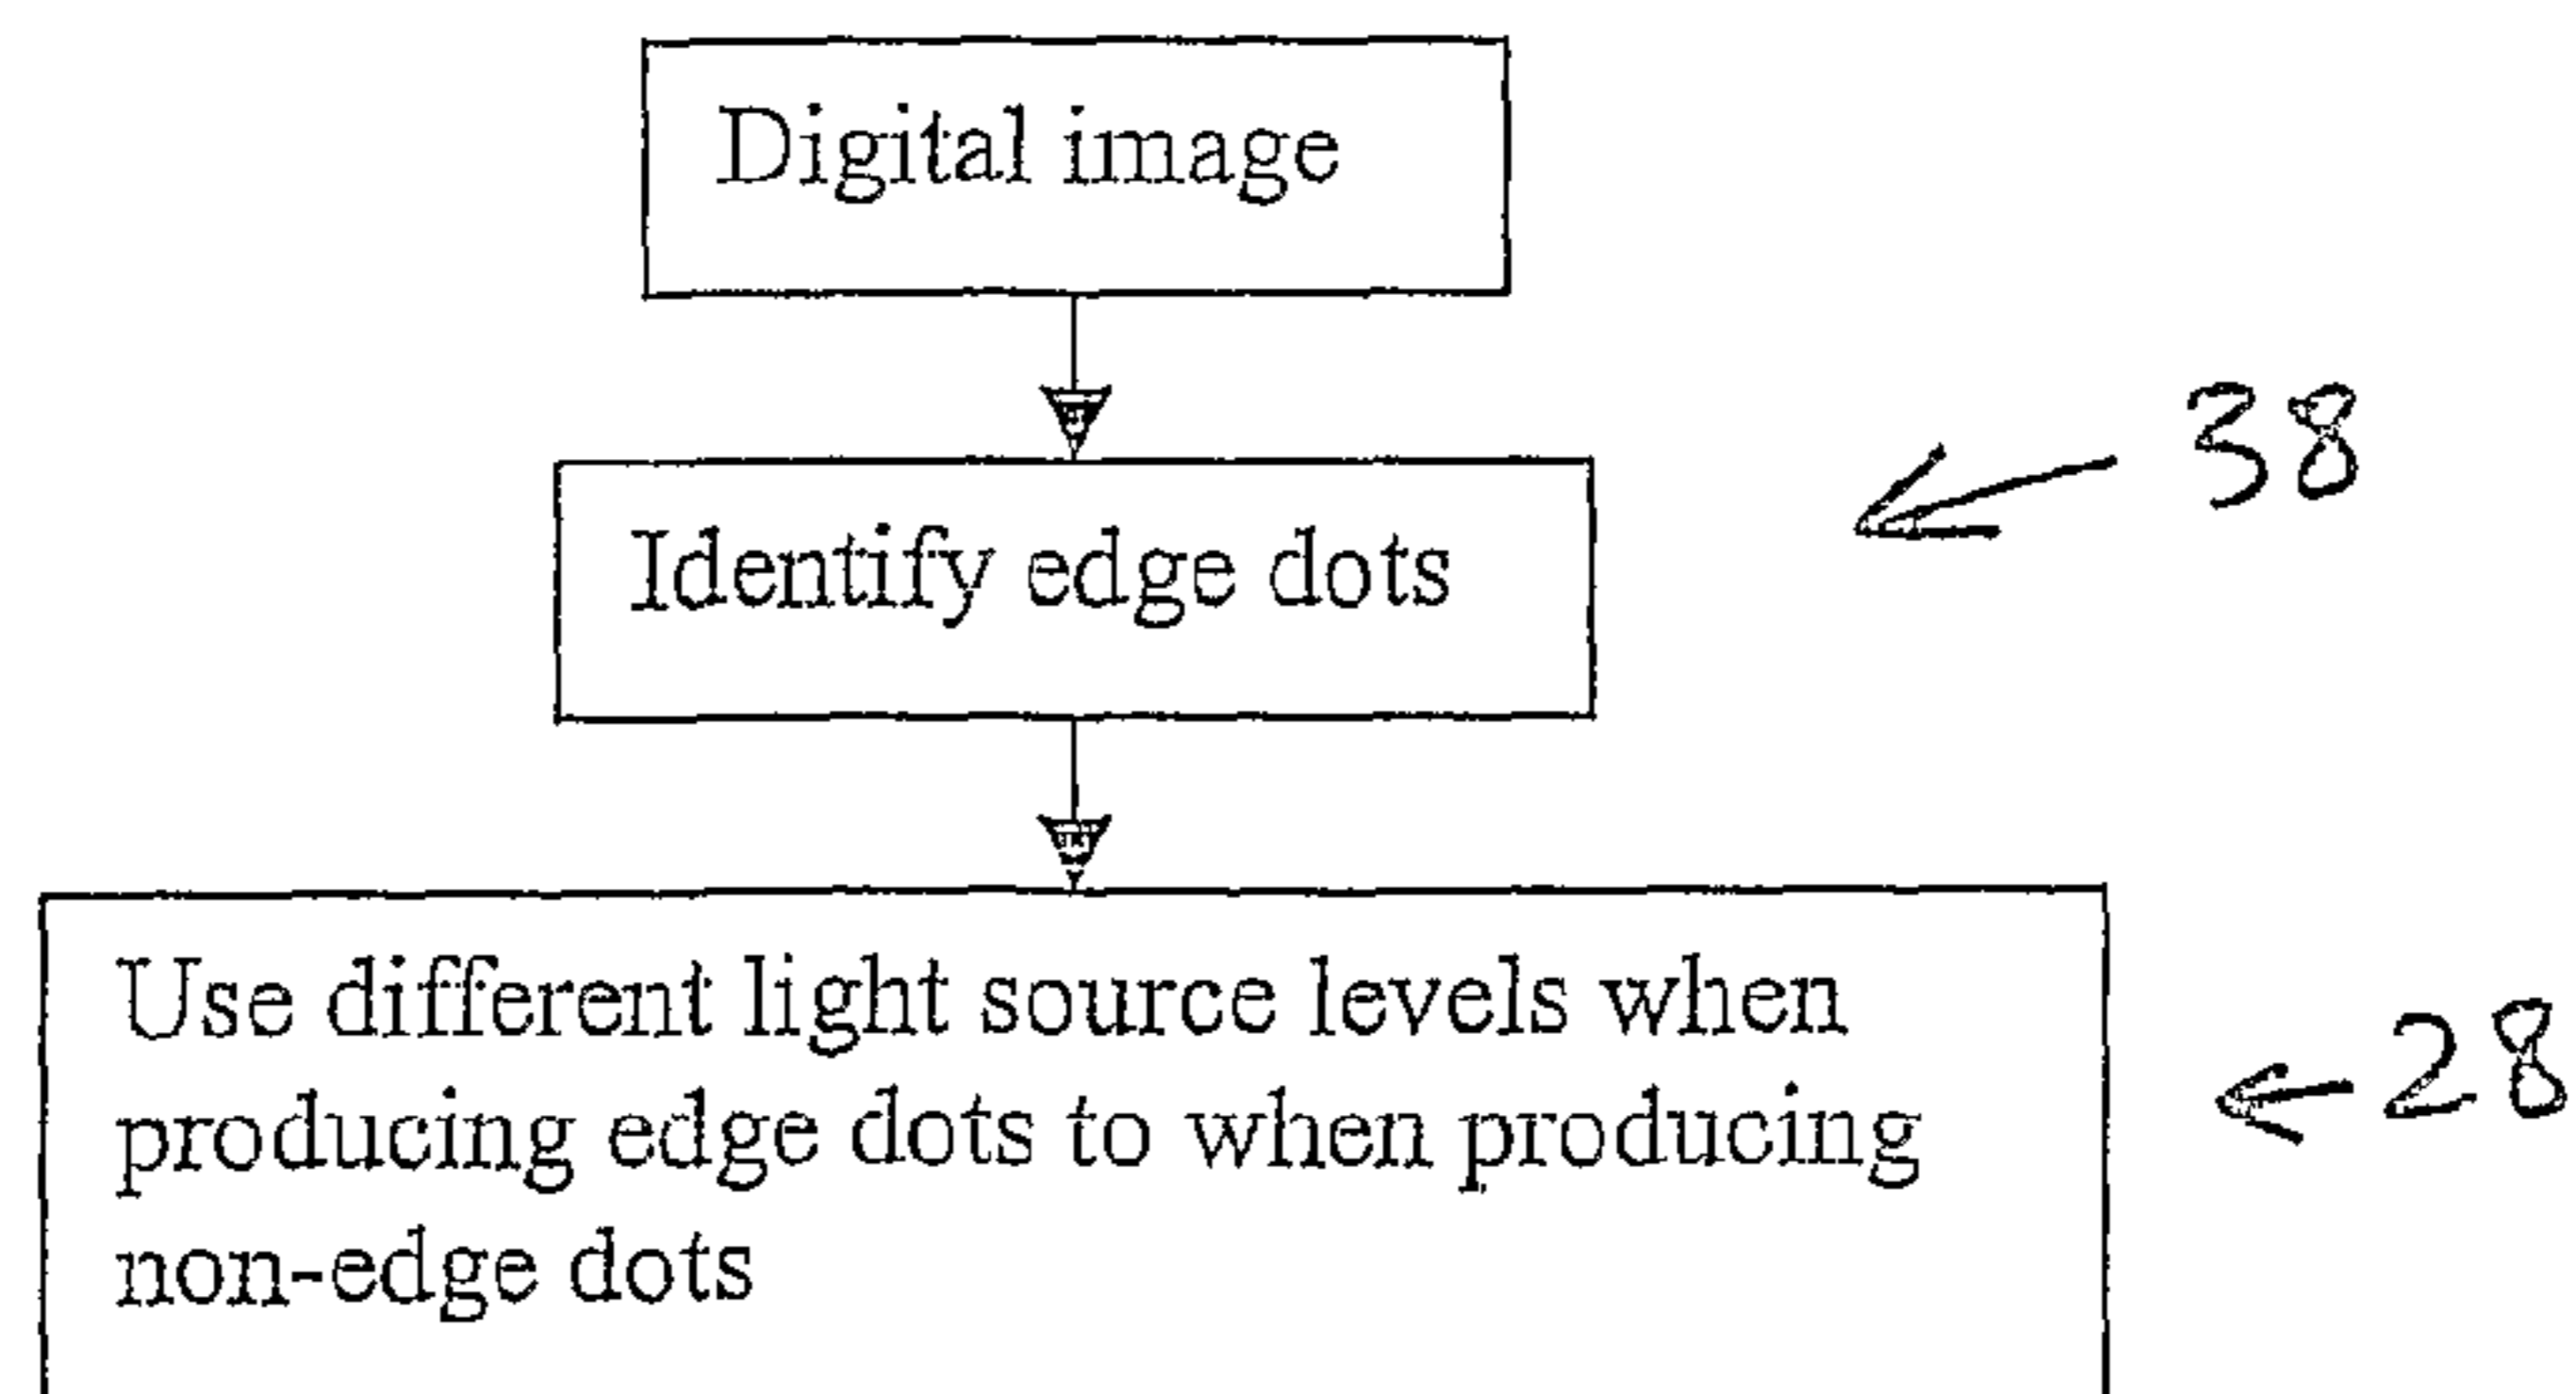 Digital image
38
Identify edge dots
Use different light source levels when
producing edge dots to when producing
non-edge dots
28